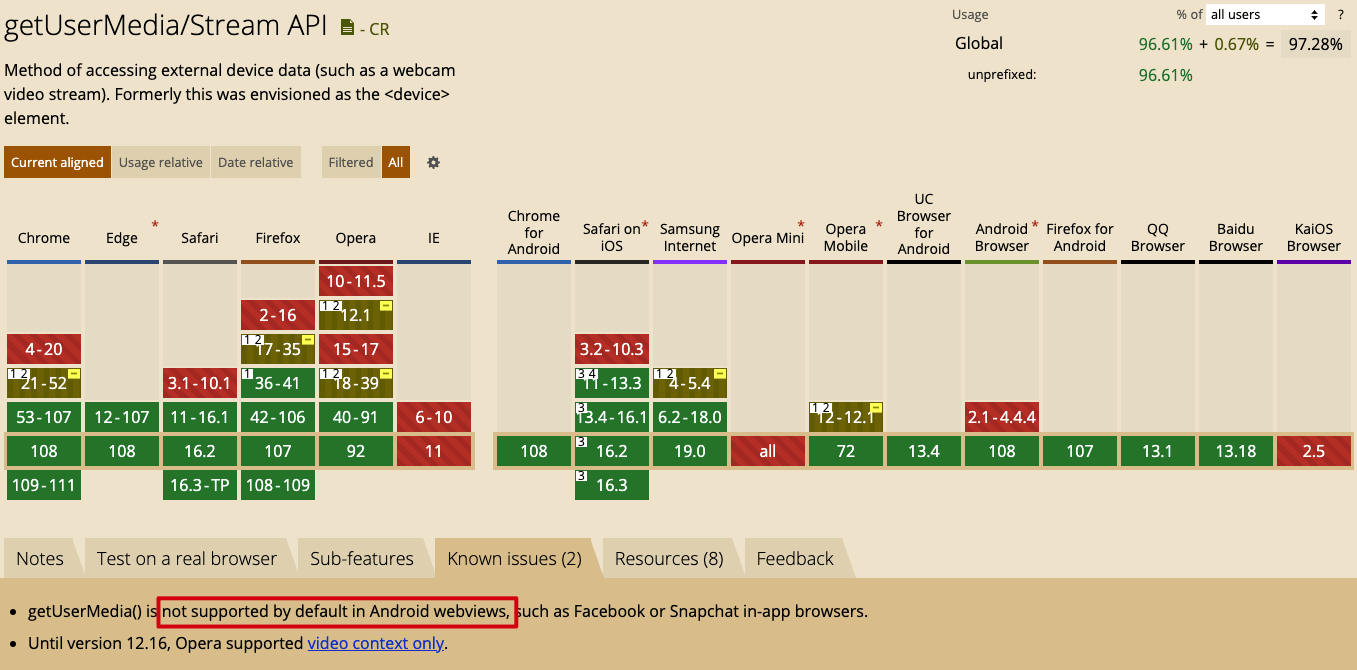 getUserMedia/Stream API - CR
Usage % of all users ?
Global 96.61% + 0.67% = 97.28%
unprefixed: 96.61%
Method of accessing external device data (such as a webcam
video stream). Formerly this was envisioned as the <device>
element.
Current aligned Usage relative Date relative Filtered All
Chrome Edge * Safari Firefox Opera IE Chrome for Android Safari on iOS * Samsung Internet Opera Mini * Opera Mobile * UC Browser for Android Android Browser * Firefox for Android QQ Browser Baidu Browser KaiOS Browser
10-11.5
2-16 1 2 12.1
4-20 1 2 17-35 15-17 3.2-10.3
1 2 21-52 3.1-10.1 1 36-41 1 2 18-39 3 4 11-13.3 1 2 4-5.4
53-107 12-107 11-16.1 42-106 40-91 6-10 3 13.4-16.1 6.2-18.0 1 2 12-12.1 2.1-4.4.4
108 108 16.2 107 92 11 108 3 16.2 19.0 all 72 13.4 108 107 13.1 13.18 2.5
109-111 16.3-TP 108-109 3 16.3
Notes Test on a real browser Sub-features Known issues (2) Resources (8) Feedback
• getUserMedia() is not supported by default in Android webviews, such as Facebook or Snapchat in-app browsers.
• Until version 12.16, Opera supported video context only.